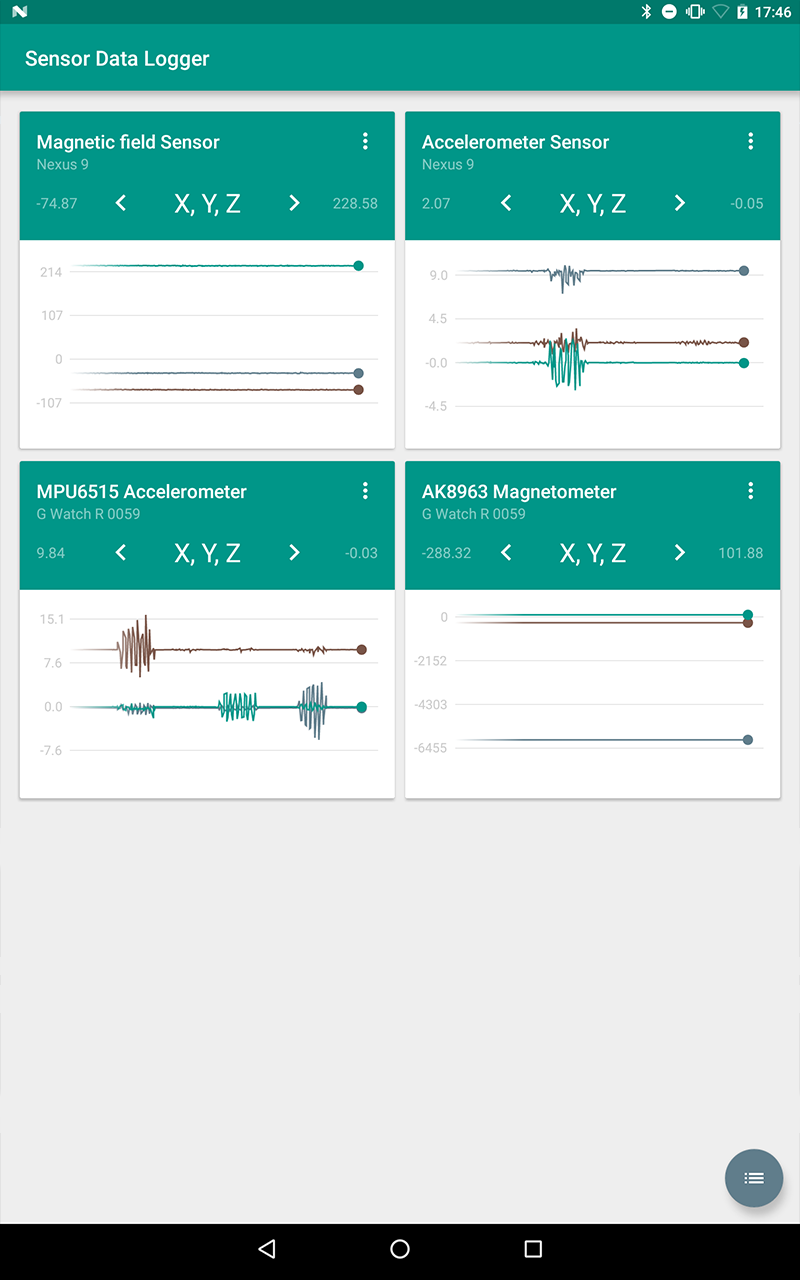 17:46
Sensor Data Logger
Magnetic field Sensor
Nexus 9
-74.87 X, Y, Z 228.58
214
107
0
-107
Accelerometer Sensor
Nexus 9
2.07 X, Y, Z -0.05
9.0
4.5
-0.0
-4.5
MPU6515 Accelerometer
G Watch R 0059
9.84 X, Y, Z -0.03
15.1
7.6
0.0
-7.6
AK8963 Magnetometer
G Watch R 0059
-288.32 X, Y, Z 101.88
0
-2152
-4303
-6455